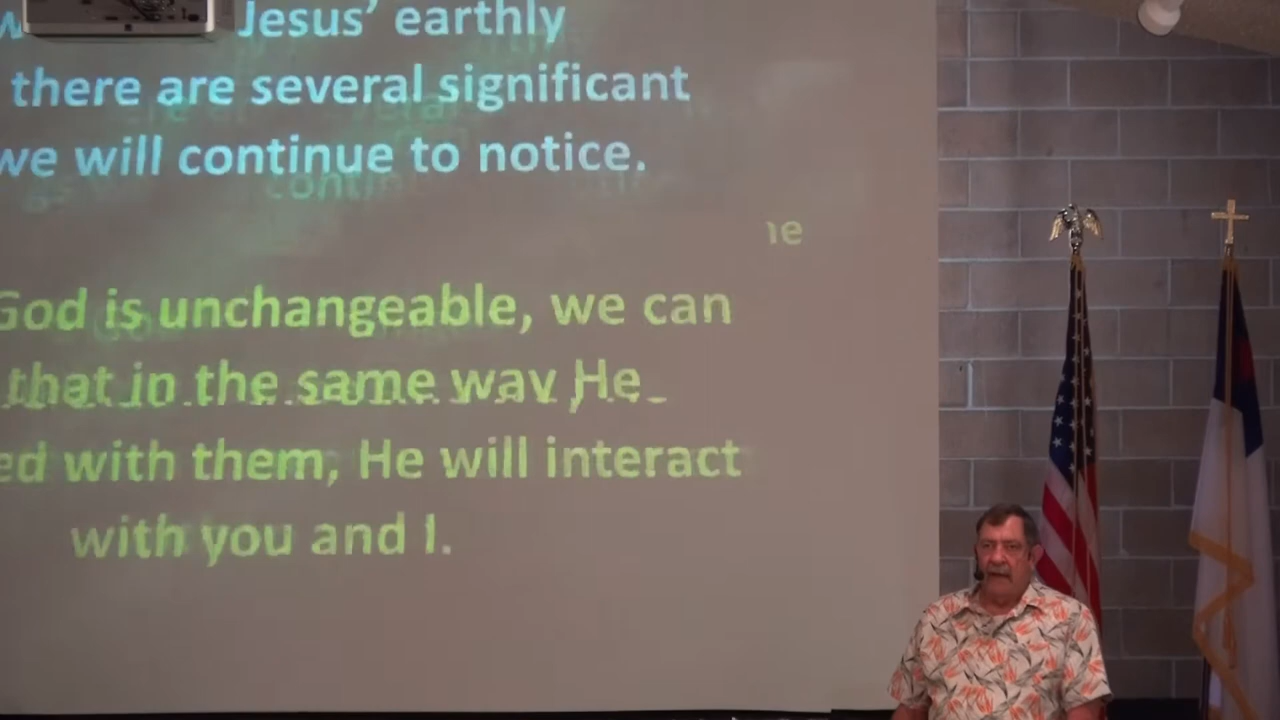 Jesus' earthly
there are several significant
we will continue to notice.
God is unchangeable, we can
that in the same way He
with them, He will interact
with you and I.